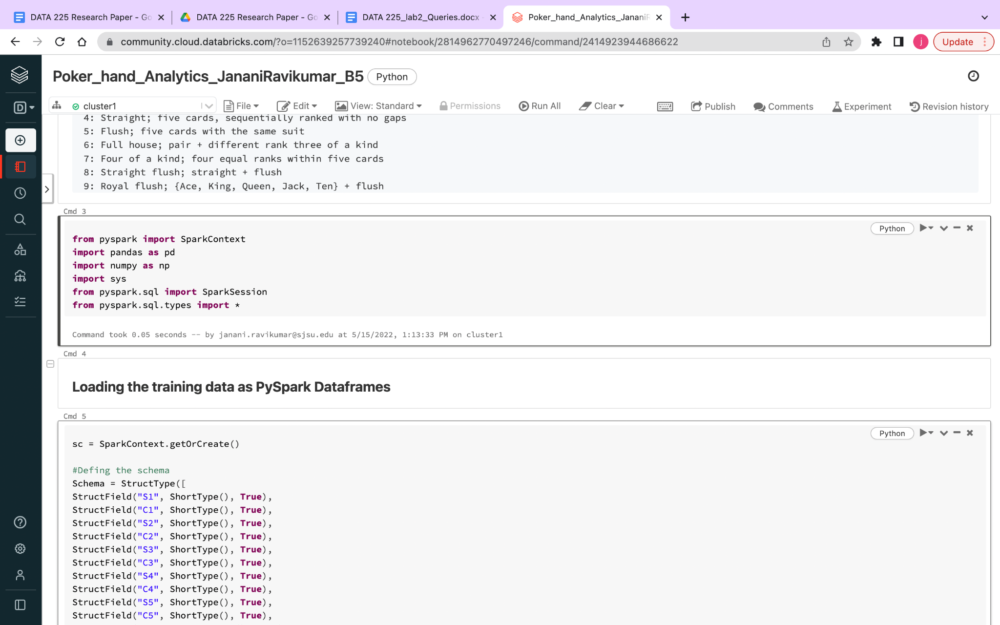 DATA 225 Research Paper - Go
DATA 225 Research Paper - Go
DATA 225_lab2_Queries.docx -
Poker_hand_Analytics_JananiR
community.cloud.databricks.com/?o=1152639257739240#notebook/2814962770497246/command/2414923944686622
j
Update
Poker_hand_Analytics_JananiRavikumar_B5
Python
D
cluster1
File
Edit
View: Standard
Permissions
Run All
Clear
Publish
Comments
Experiment
Revision history
4: Straight; five cards, sequentially ranked with no gaps
5: Flush; five cards with the same suit
6: Full house; pair + different rank three of a kind
7: Four of a kind; four equal ranks within five cards
8: Straight flush; straight + flush
9: Royal flush; {Ace, King, Queen, Jack, Ten} + flush
Cmd 3
Python
from pyspark import SparkContext
import pandas as pd
import numpy as np
import sys
from pyspark.sql import SparkSession
from pyspark.sql.types import *
Command took 0.05 seconds -- by janani.ravikumar@sjsu.edu at 5/15/2022, 1:13:33 PM on cluster1
Cmd 4
Loading the training data as PySpark Dataframes
Cmd 5
Python
sc = SparkContext.getOrCreate()
#Defing the schema
Schema = StructType([
StructField("S1", ShortType(), True),
StructField("C1", ShortType(), True),
StructField("S2", ShortType(), True),
StructField("C2", ShortType(), True),
StructField("S3", ShortType(), True),
StructField("C3", ShortType(), True),
StructField("S4", ShortType(), True),
StructField("C4", ShortType(), True),
StructField("S5", ShortType(), True),
StructField("C5", ShortType(), True),